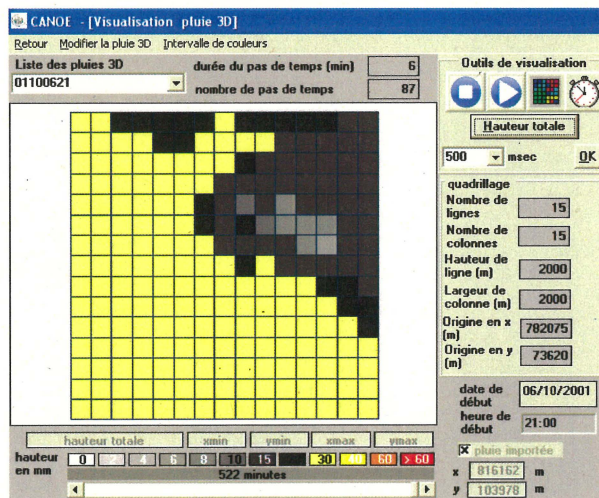 CANOE - [Visualisation pluie 3D]
Retour Modifier la pluie 3D Intervalle de couleurs
Liste des pluies 3D
01100621
durée du pas de temps (min) 6
nombre de pas de temps 87
Outils de visualisation
Hauteur totale
500 msec OK
quadrillage
Nombre de lignes 15
Nombre de colonnes 15
Hauteur de ligne (m) 2000
Largeur de colonne (m) 2000
Origine en x (m) 782075
Origine en y (m) 73620
date de début 06/10/2001
heure de début 21:00
pluie importée
x 816162 m
y 103978 m
hauteur totale xmin ymin xmax ymax
hauteur en mm 0 2 4 6 8 10 15 30 40 60 > 60
522 minutes